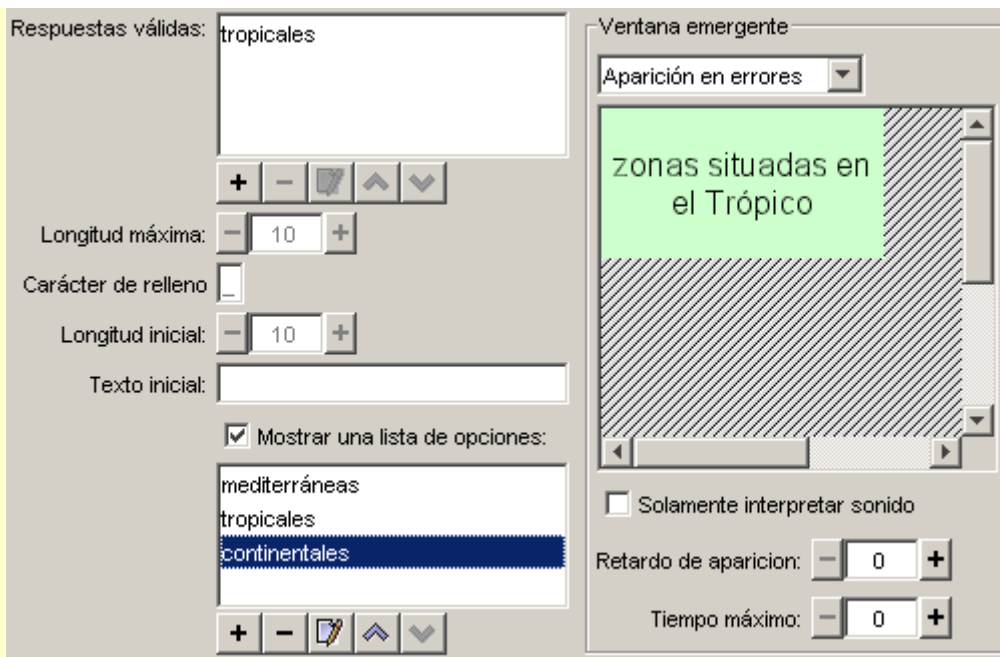 Respuestas válidas:
tropicales
+ −
Longitud máxima: − 10 +
Carácter de relleno _
Longitud inicial: − 10 +
Texto inicial:
Mostrar una lista de opciones:
mediterráneas
tropicales
continentales
+ −
Ventana emergente
Aparición en errores
zonas situadas en
el Trópico
Solamente interpretar sonido
Retardo de aparicion: − 0 +
Tiempo máximo: − 0 +